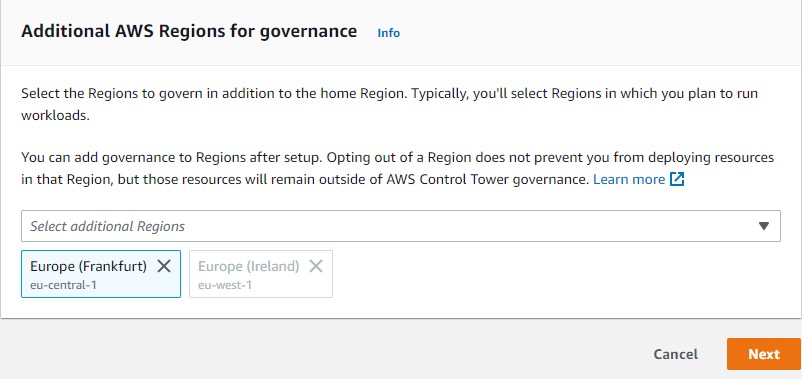 Additional AWS Regions for governance Info
Select the Regions to govern in addition to the home Region. Typically, you'll select Regions in which you plan to run
workloads.
You can add governance to Regions after setup. Opting out of a Region does not prevent you from deploying resources
in that Region, but those resources will remain outside of AWS Control Tower governance. Learn more
Select additional Regions
Europe (Frankfurt) Europe (Ireland)
eu-central-1 eu-west-1
Cancel Next